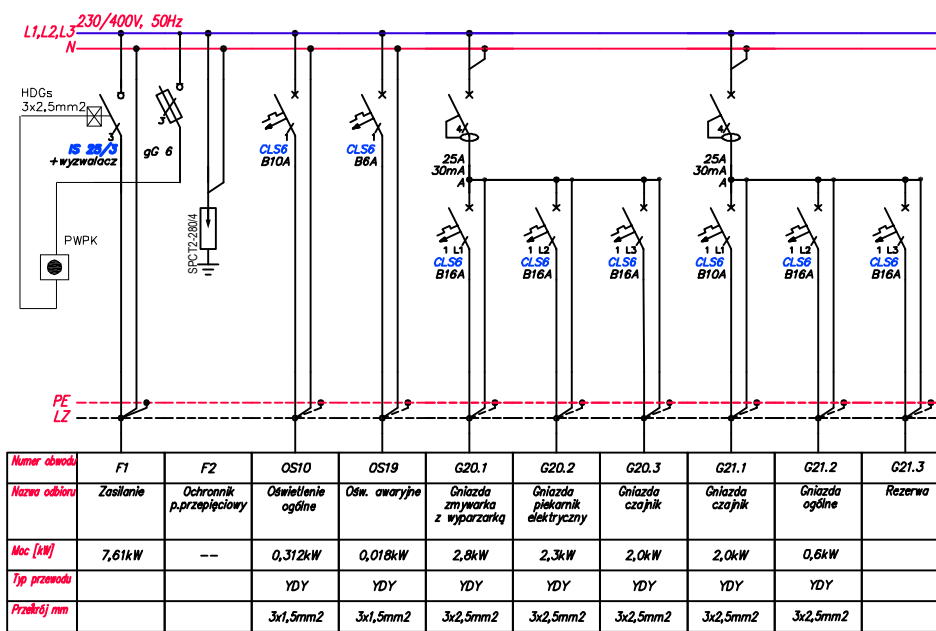 230/400V, 50Hz
L1,L2,L3
N
HDGs
3x2,5mm2
3
IS 25/3
+wyzwalacz
3
gG 6
PWPK
SPCT2-280/4
1
CLS6
B10A
1
CLS6
B6A
4
25A
30mA
A
4
25A
30mA
A
1 L1
CLS6
B16A
1 L2
CLS6
B16A
1 L3
CLS6
B16A
1 L1
CLS6
B10A
1 L2
CLS6
B16A
1 L3
CLS6
B16A
PE
LZ
Numer obwodu F1 F2 OS10 OS19 G20.1 G20.2 G20.3 G21.1 G21.2 G21.3
Nazwa odbioru Zasilanie Ochronnik Oświetlenie Ośw. awaryjne Gniazda Gniazda Gniazda Gniazda Gniazda Rezerwa
p.przepięciowy ogólne zmywarka piekarnik czajnik czajnik ogólne
z wyparzarką elektryczny
Moc [kW] 7,61kW -- 0,312kW 0,018kW 2,8kW 2,3kW 2,0kW 2,0kW 0,6kW
Typ przewodu YDY YDY YDY YDY YDY YDY YDY
Przekrój mm 3x1,5mm2 3x1,5mm2 3x2,5mm2 3x2,5mm2 3x2,5mm2 3x2,5mm2 3x2,5mm2